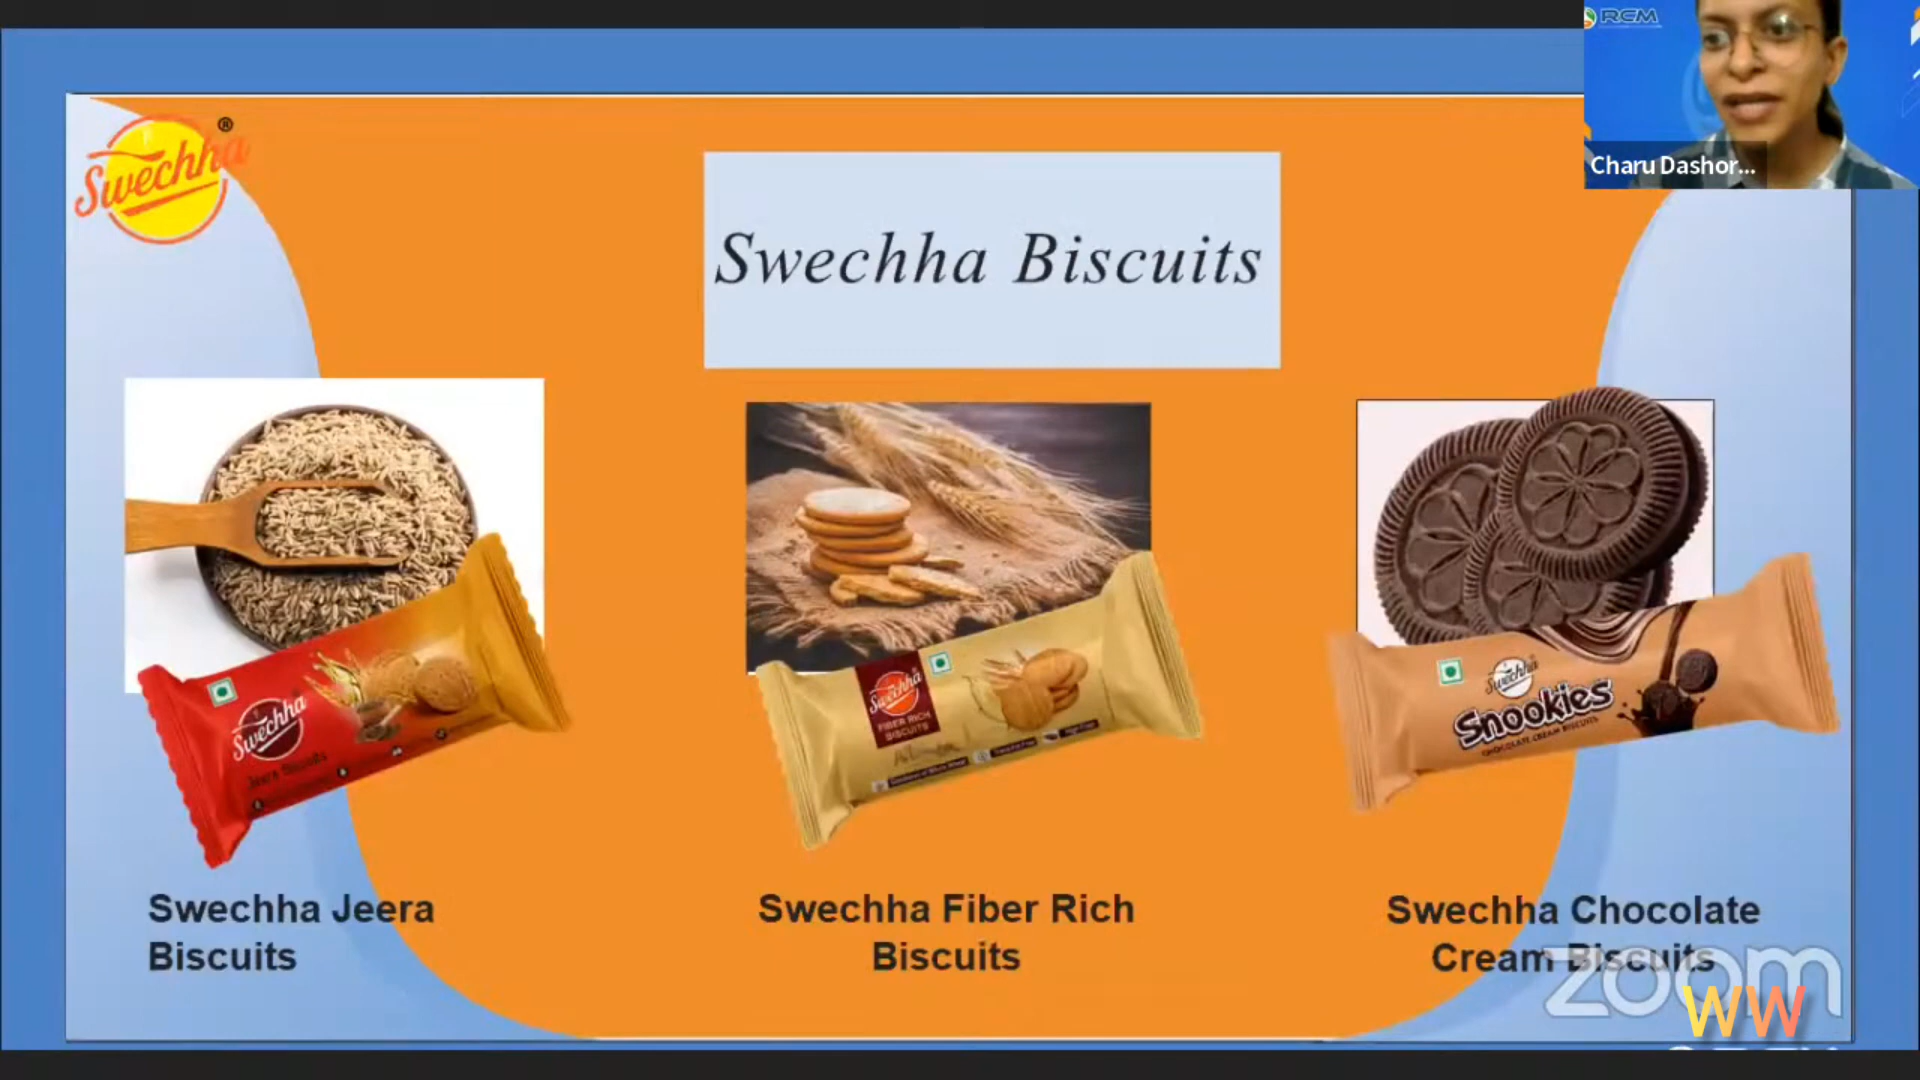 RCM
Charu Dashor...
Swechha®
Swechha Biscuits
Swechha
Jeera Biscuits
Swechha
FIBER RICH
BISCUITS
Swechha
Snookies
CHOCOLATE CREAM BISCUITS
Swechha Jeera
Biscuits
Swechha Fiber Rich
Biscuits
Swechha Chocolate
Cream Biscuits
zoom
WW